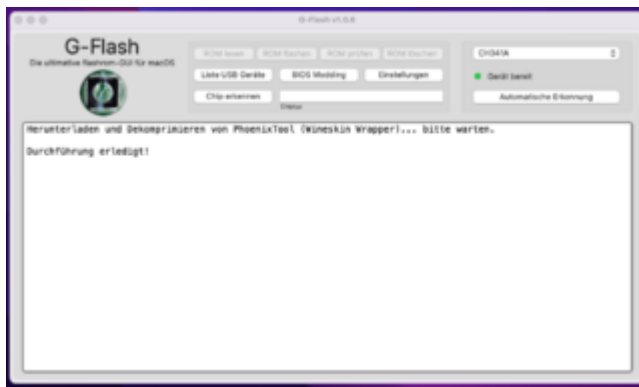 G-Flash v1.0.8
G-Flash
Die ultimative flashrom-GUI für macOS
ROM lesen
ROM flashen
ROM prüfen
ROM löschen
Liste USB Geräte
BIOS Modding
Einstellungen
Chip erkennen
Status
CH341A
Gerät bereit
Automatische Erkennung
Herunterladen und Dekomprimieren von PhoenixTool (Wineskin Wrapper)... bitte warten.
Durchführung erledigt!